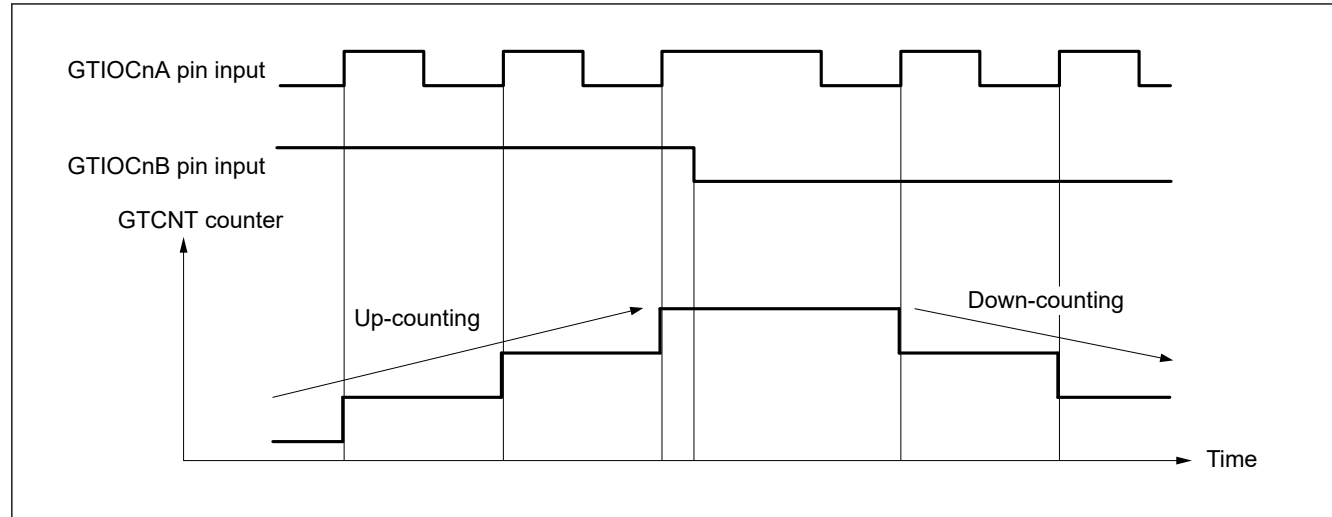 GTIOCnA pin input
GTIOCnB pin input
GTCNT counter
Up-counting
Down-counting
Time